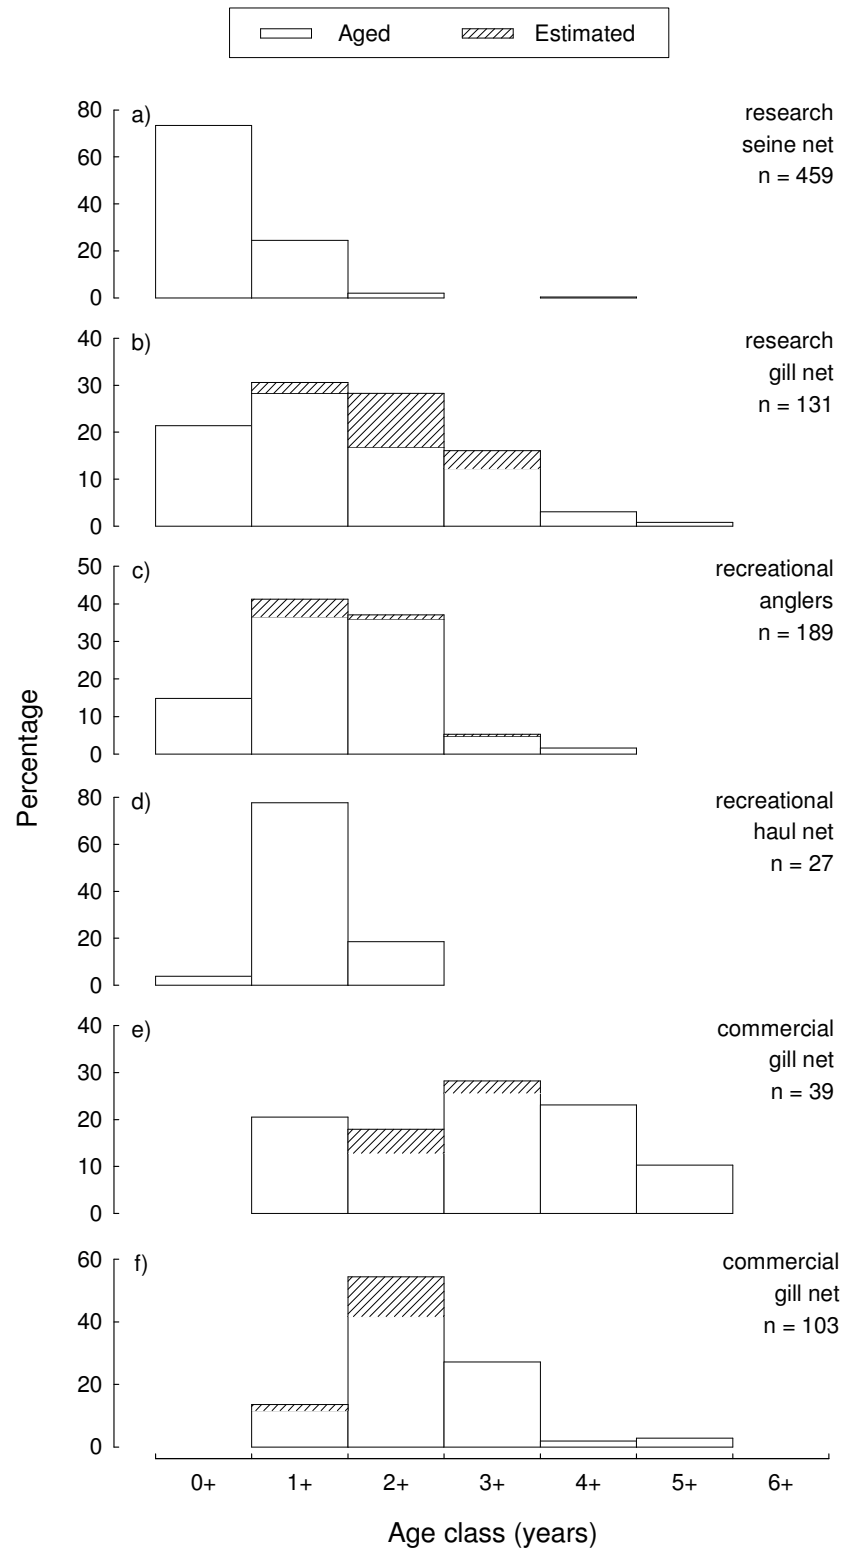 Aged Estimated
80 a) research
60 seine net
n = 459
40
20
0
40 b) research
30 gill net
n = 131
20
10
0
50 c) recreational
40 anglers
n = 189
30
20
10
0
80 d) recreational
60 haul net
n = 27
40
20
0
40 e) commercial
30 gill net
n = 39
20
10
0
60 f) commercial
gill net
40 n = 103
20
0
0+ 1+ 2+ 3+ 4+ 5+ 6+
Age class (years)
Percentage